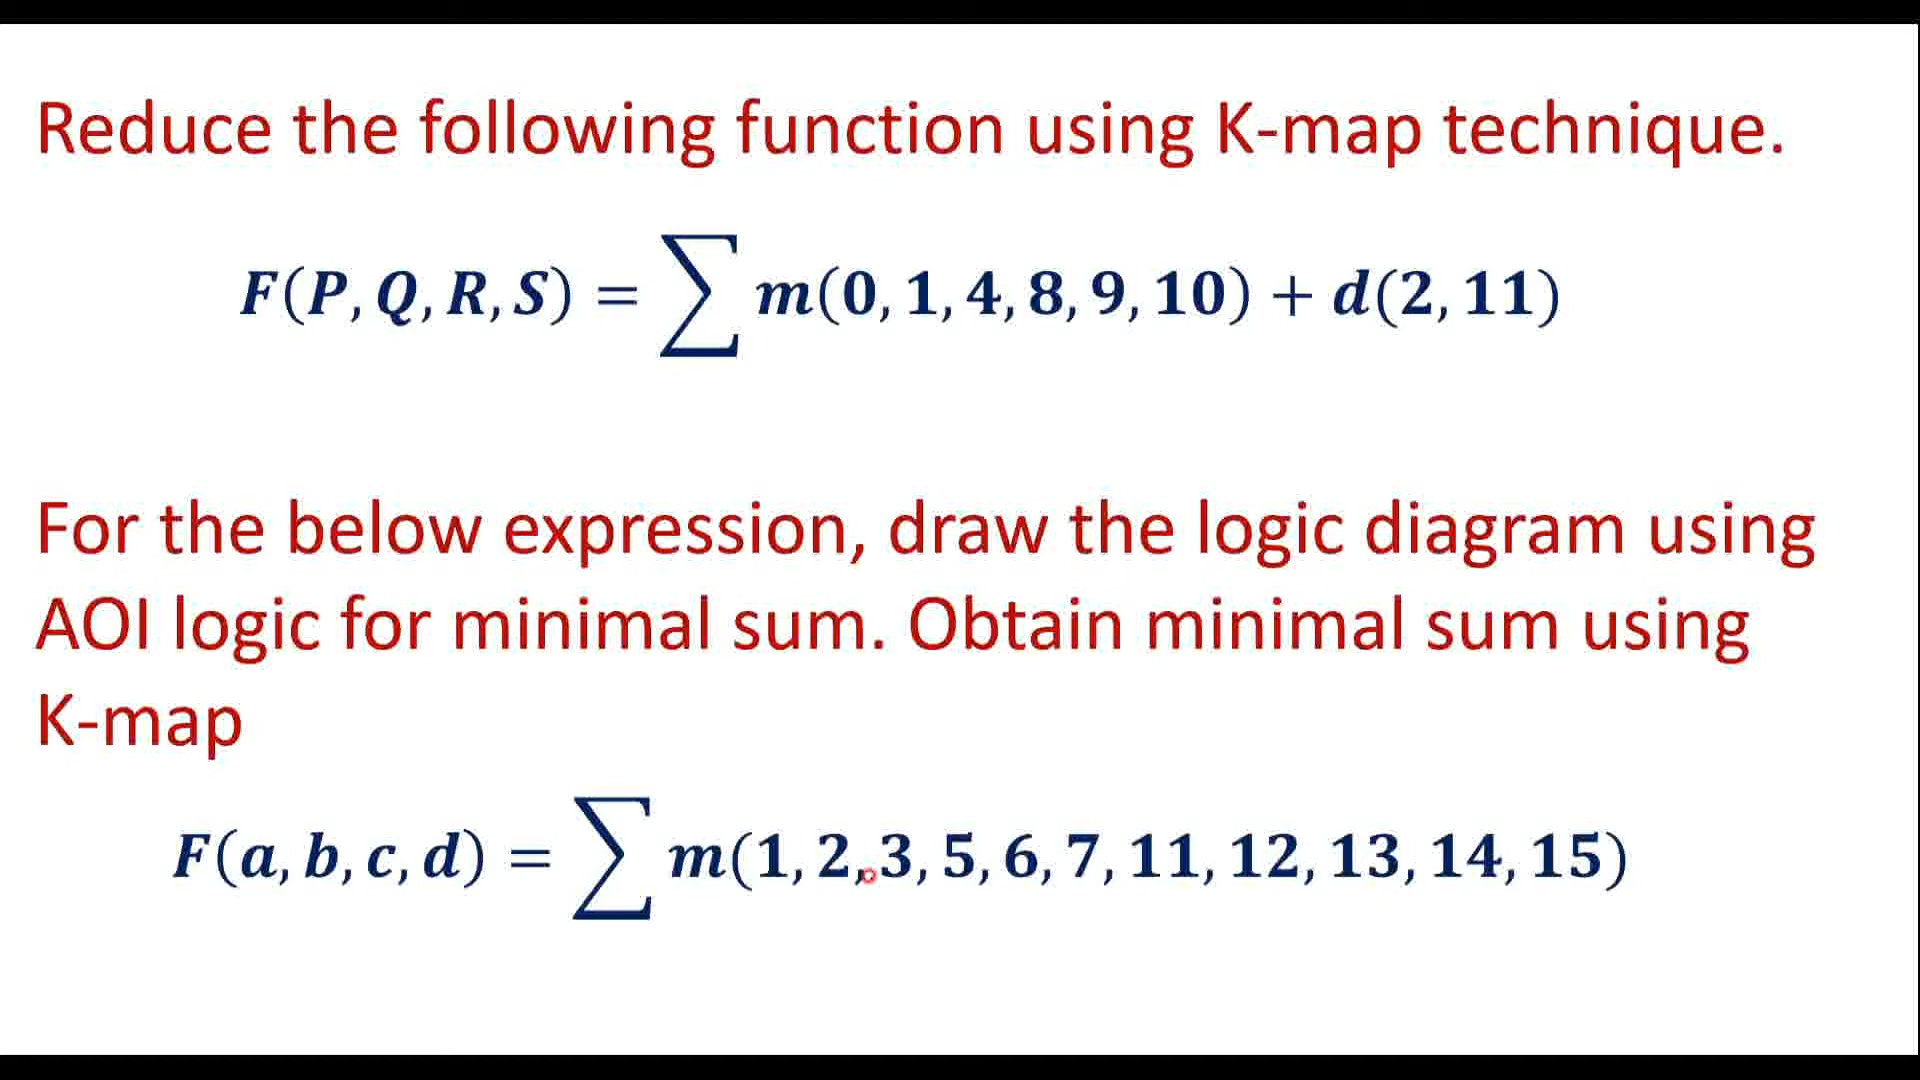 Reduce the following function using K-map technique.
F(P, Q, R, S) = ∑ m(0, 1, 4, 8, 9, 10) + d(2, 11)
For the below expression, draw the logic diagram using
AOI logic for minimal sum. Obtain minimal sum using
K-map
F(a, b, c, d) = ∑ m(1, 2, 3, 5, 6, 7, 11, 12, 13, 14, 15)